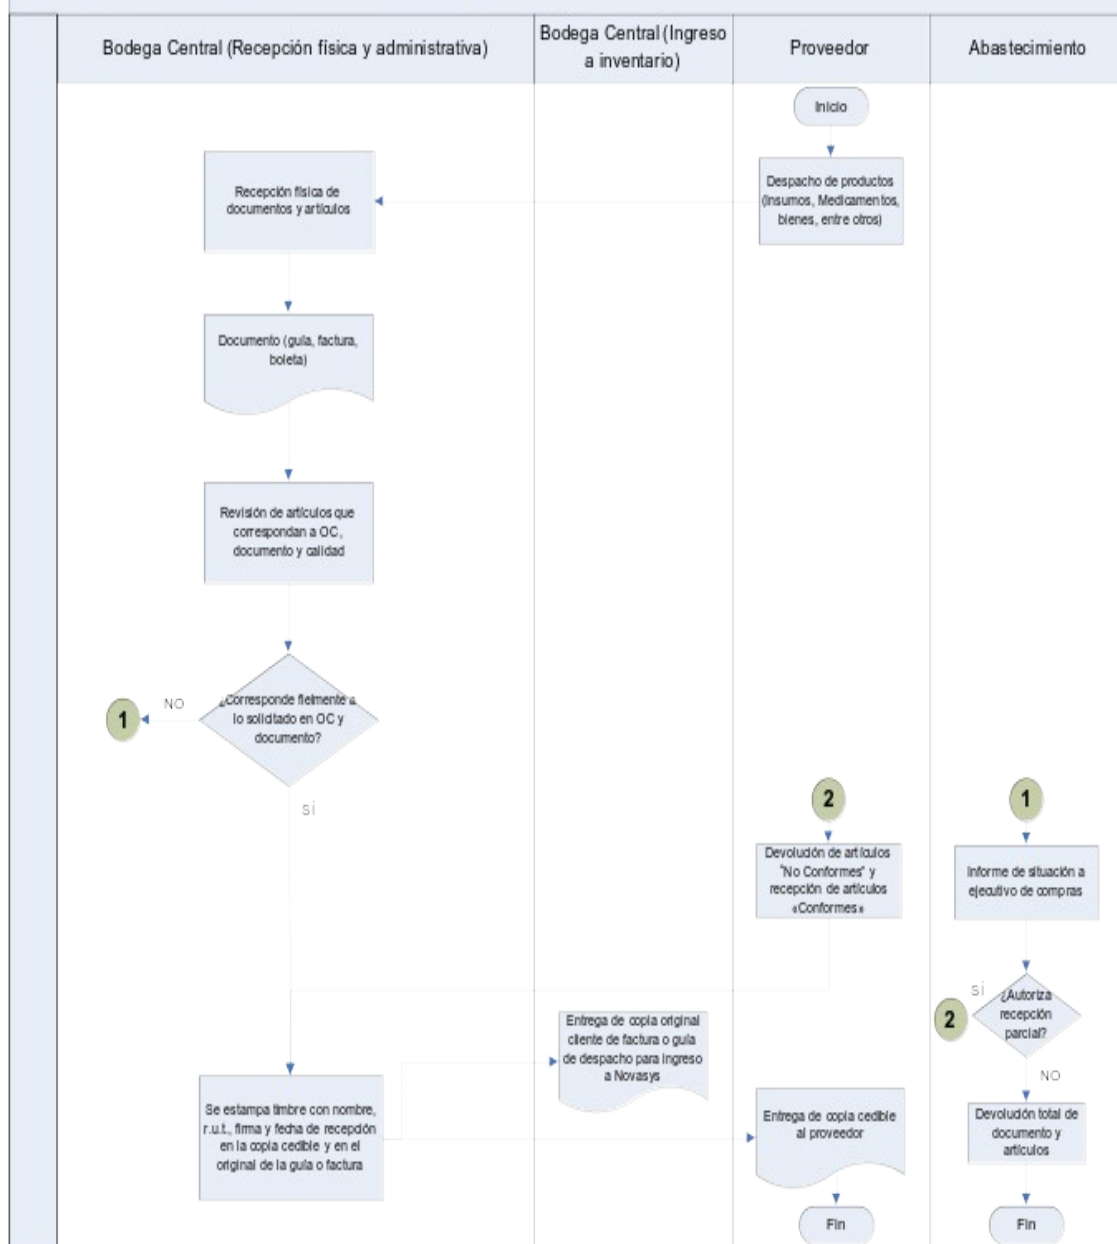 Bodega Central (Recepción física y administrativa)
Bodega Central (Ingreso
a inventario)
Proveedor
Abastecimiento
Inicio
Despacho de productos
(Insumos, Medicamentos,
bienes, entre otros)
Recepción física de
documentos y artículos
Documento (guía, factura,
boleta)
Revisión de artículos que
correspondan a OC,
documento y calidad
¿Corresponde fielmente a
lo solicitado en OC y
documento?
NO
1
si
2
Devolución de artículos
"No Conformes" y
recepción de artículos
«Conformes»
1
Informe de situación a
ejecutivo de compras
¿Autoriza
recepción
parcial?
si
2
NO
Devolución total de
documento y
artículos
Fin
Se estampa timbre con nombre,
r.u.t., firma y fecha de recepción
en la copia cedible y en el
original de la guía o factura
Entrega de copia original
cliente de factura o guía
de despacho para ingreso
a Novasys
Entrega de copia cedible
al proveedor
Fin